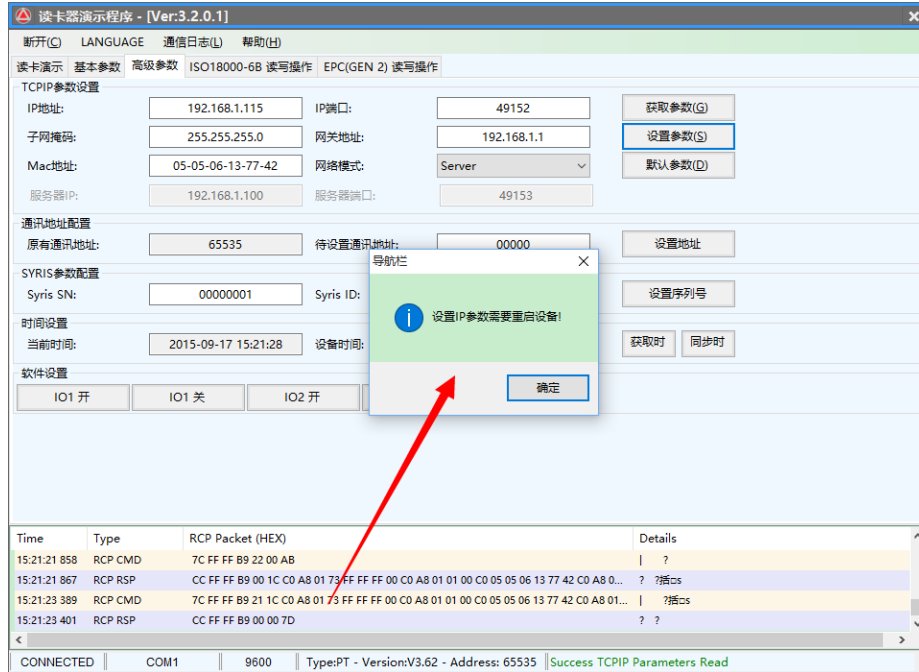 读卡器演示程序 - [Ver:3.2.0.1]
断开(C) LANGUAGE 通信日志(L) 帮助(H)
读卡演示 基本参数 高级参数 ISO18000-6B 读写操作 EPC(GEN 2) 读写操作
TCPIP参数设置
IP地址: 192.168.1.115 IP端口: 49152 获取参数(G)
子网掩码: 255.255.255.0 网关地址: 192.168.1.1 设置参数(S)
Mac地址: 05-05-06-13-77-42 网络模式: Server 默认参数(D)
服务器IP: 192.168.1.100 服务器端口: 49153
通讯地址配置
原有通讯地址: 65535 待设置通讯地址: 00000 设置地址
导航栏
SYRIS参数配置
Syris SN: 00000001 Syris ID: 设置序列号
设置IP参数需要重启设备!
时间设置
当前时间: 2015-09-17 15:21:28 设备时间: 获取时 同步时
软件设置
IO1 开 IO1 关 IO2 开 确定
Time Type RCP Packet (HEX) Details
15:21:21 858 RCP CMD 7C FF FF B9 22 00 AB | ?
15:21:21 867 RCP RSP CC FF FF B9 00 1C C0 A8 01 73 FF FF FF 00 C0 A8 01 01 00 C0 05 05 06 13 77 42 C0 A8 0... ? ?括□s
15:21:23 389 RCP CMD 7C FF FF B9 21 1C C0 A8 01 73 FF FF FF 00 C0 A8 01 01 00 C0 05 05 06 13 77 42 C0 A8 01... | ?括□s
15:21:23 401 RCP RSP CC FF FF B9 00 00 7D ? ?
CONNECTED COM1 9600 Type:PT - Version:V3.62 - Address: 65535 Success TCPIP Parameters Read